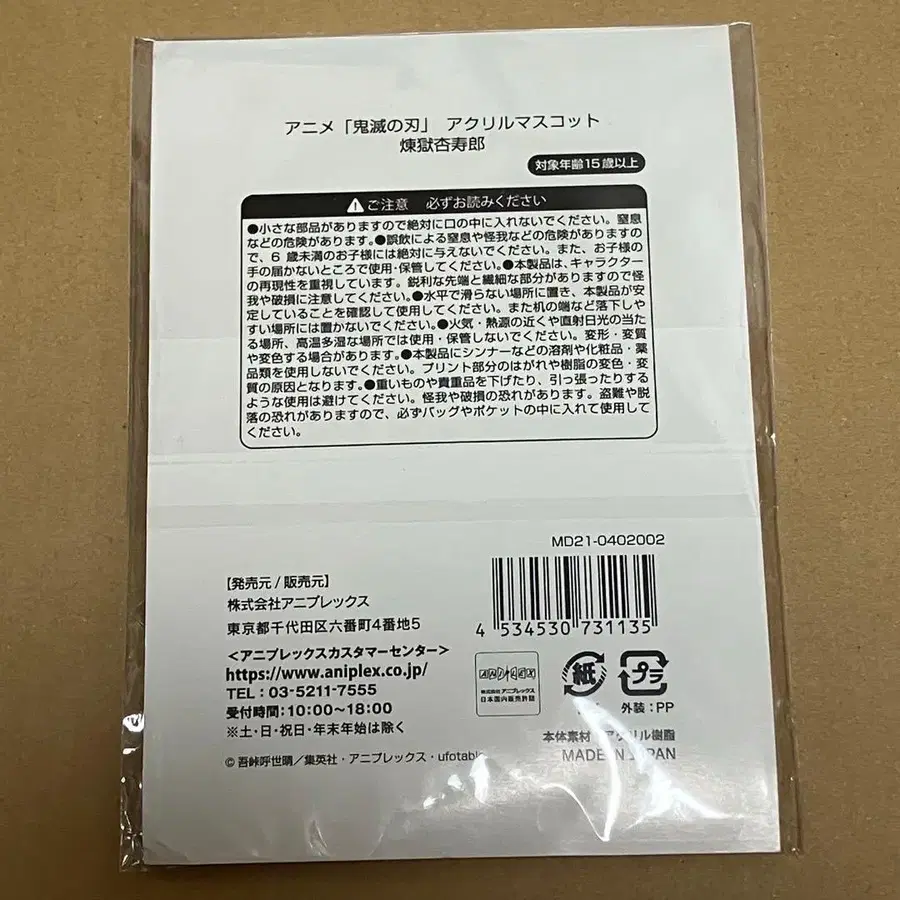 アニメ「鬼滅の刃」 アクリルマスコット
煉獄杏寿郎
対象年齢15歳以上
ご注意 必ずお読みください
●小さな部品がありますので絶対に口の中に入れないでください。窒息
などの危険があります。●誤飲による窒息や怪我などの危険がありますの
で、6 歳未満のお子様には絶対に与えないでください。また、お子様の
手の届かないところで使用・保管してください。●本製品は、キャラクター
の再現性を重視しています。鋭利な先端と繊細な部分がありますので怪
我や破損に注意してください。●水平で滑らない場所に置き、本製品が安
定していることを確認して使用してください。また机の端など落下しや
すい場所には置かないでください。●火気・熱源の近くや直射日光の当た
る場所、高温多湿な場所では使用・保管しないでください。変形・変質
や変色する場合があります。●本製品にシンナーなどの溶剤や化粧品・薬
品類を使用しないでください。プリント部分のはがれや樹脂の変色・変
質の原因となります。●重いものや貴重品を下げたり、引っ張ったりする
ような使用は避けてください。怪我や破損の恐れがあります。盗難や脱
落の恐れがありますので、必ずバッグやポケットの中に入れて使用して
ください。
MD21-0402002
4 534530 731135
【発売元 / 販売元】
株式会社アニプレックス
東京都千代田区六番町4番地5
＜アニプレックスカスタマーセンター＞
https://www.aniplex.co.jp/
TEL：03-5211-7555
受付時間：10:00〜18:00
※土・日・祝日・年末年始は除く
ANIPLEX
株式会社アニプレックス
日本国内販売許諾
紙
プラ
外装：PP
本体素材 アクリル樹脂
MADE IN JAPAN
© 吾峠呼世晴／集英社・アニプレックス・ufotable